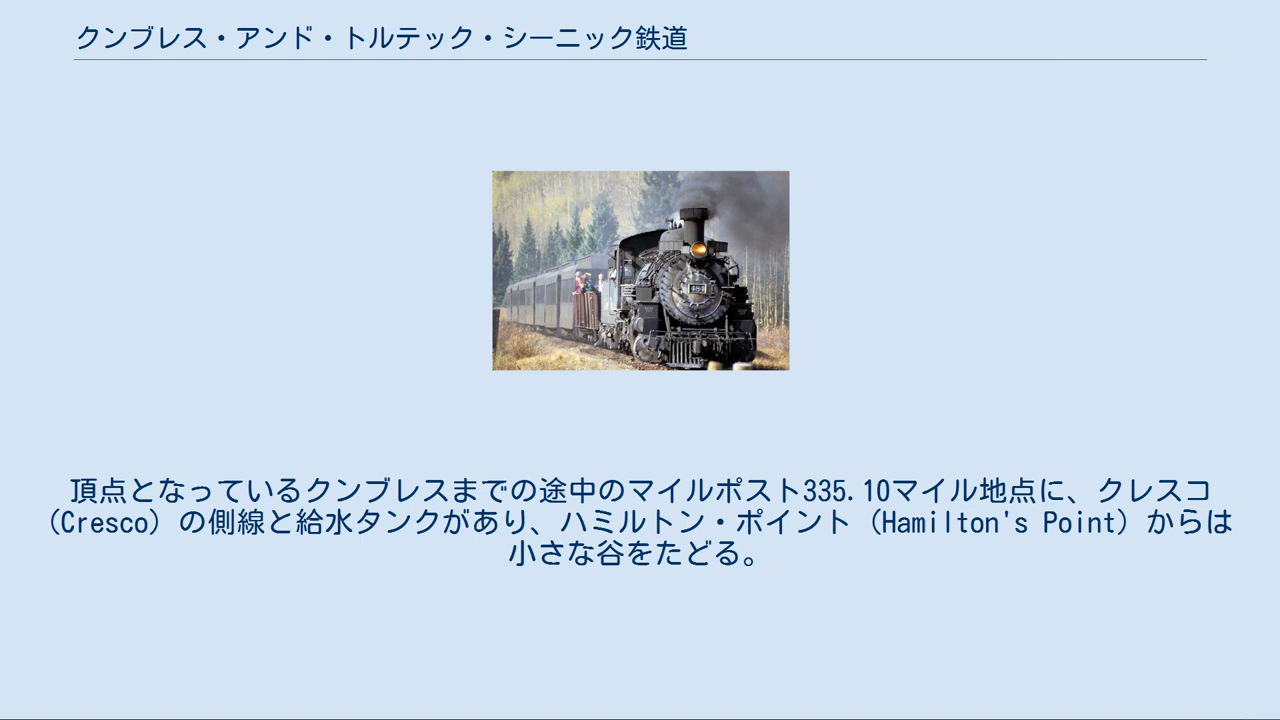 クンブレス・アンド・トルテック・シーニック鉄道
頂点となっているクンブレスまでの途中のマイルポスト335.10マイル地点に、クレスコ
（Cresco）の側線と給水タンクがあり、ハミルトン・ポイント（Hamilton's Point）からは
小さな谷をたどる。